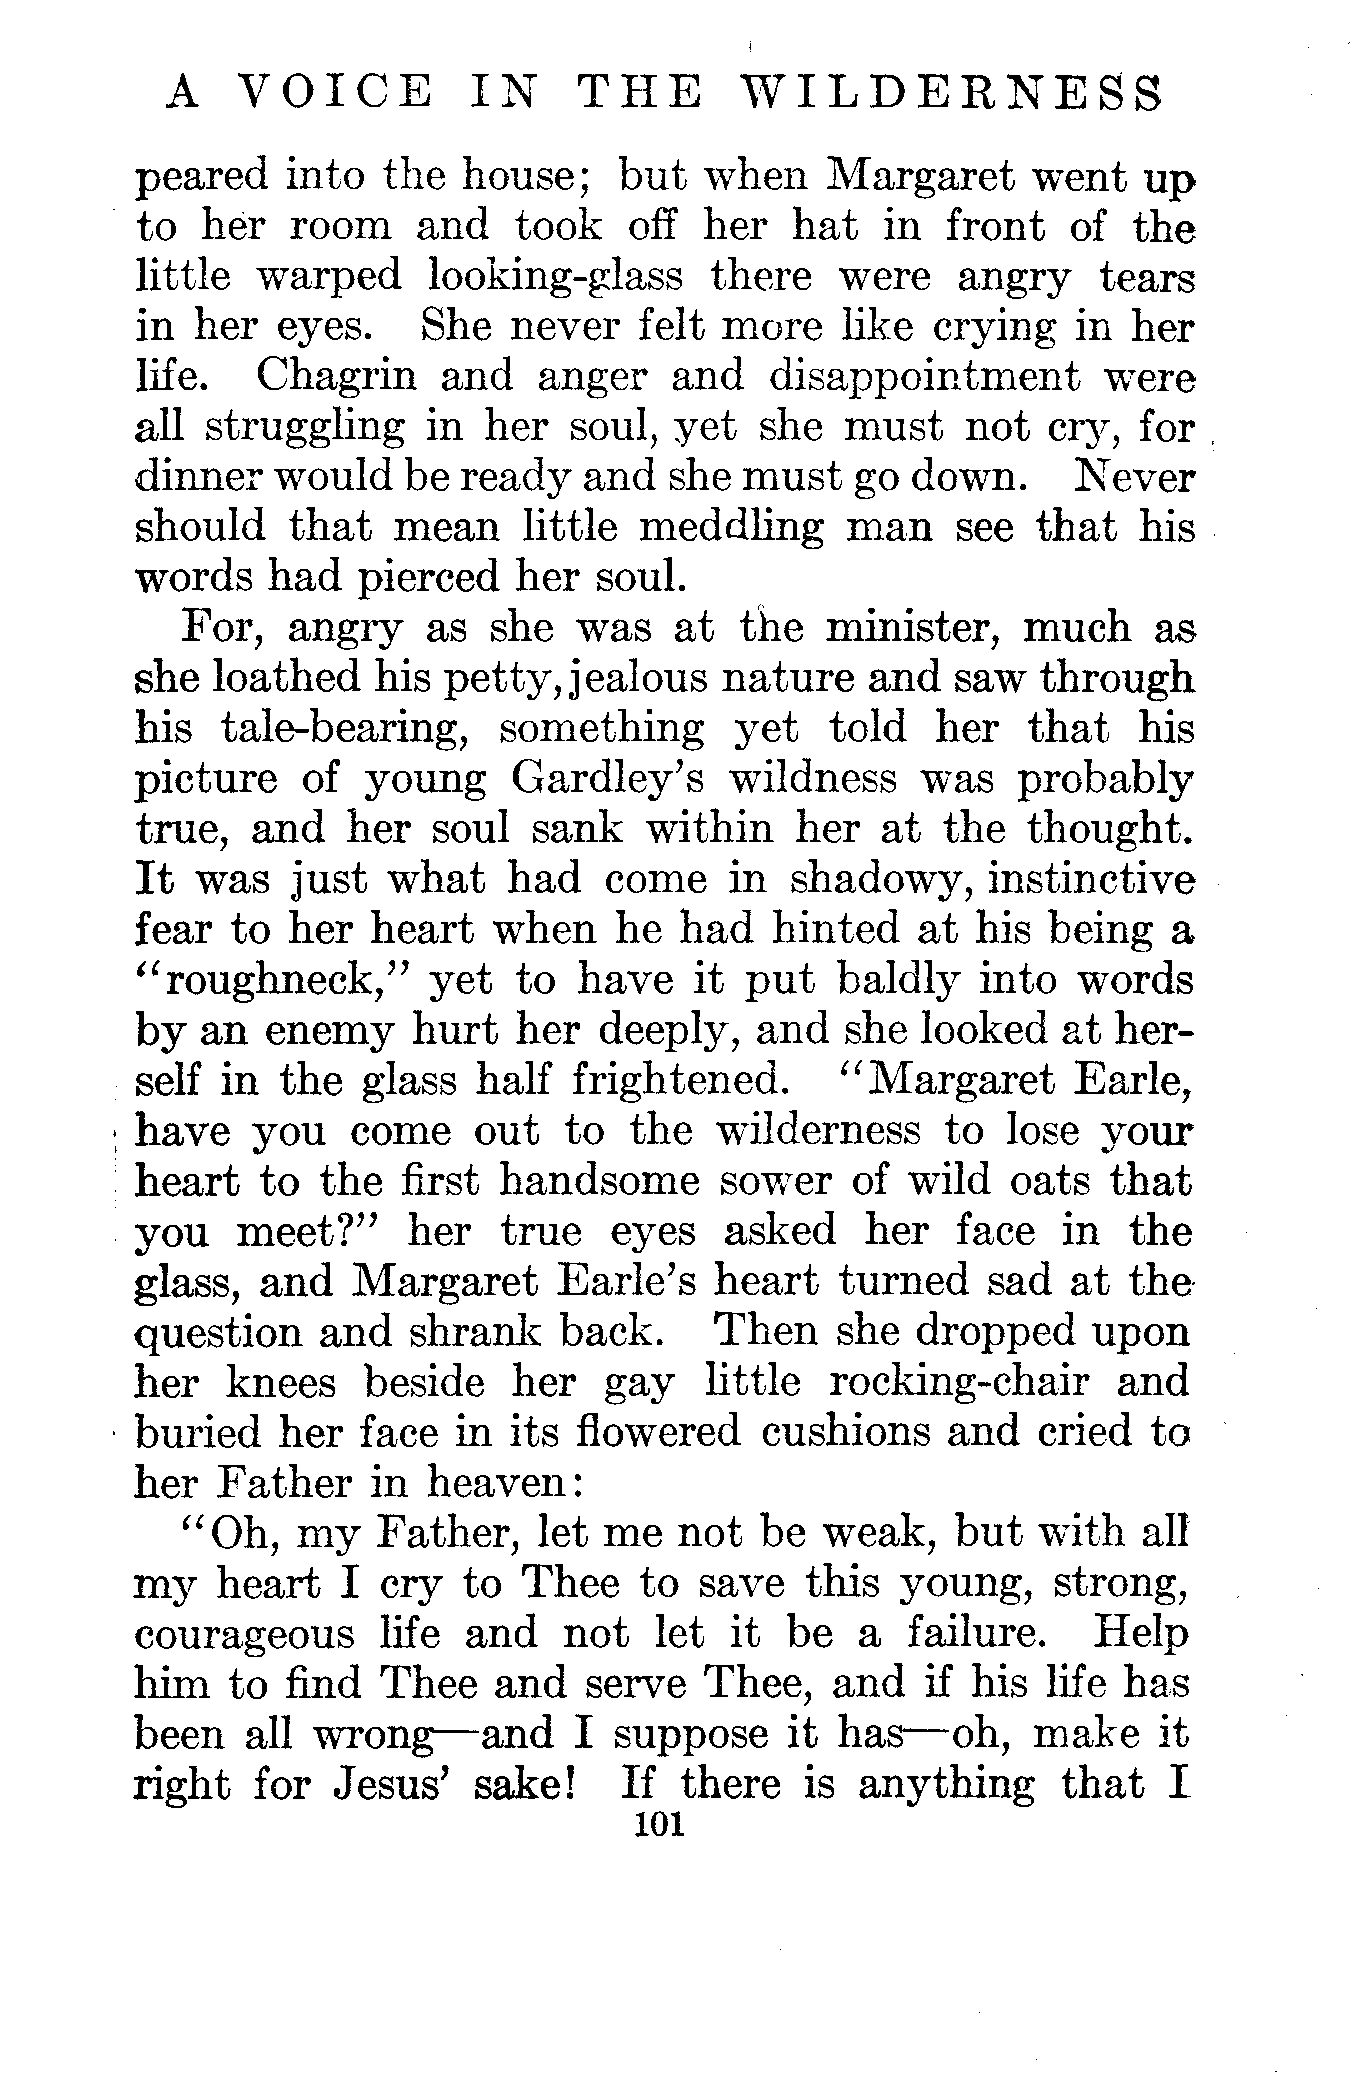 A VOICE IN THE WILDERNESS
peared into the house; but when Margaret went up
to her room and took off her hat in front of the
little warped looking-glass there were angry tears
in her eyes. She never felt more like crying in her
life. Chagrin and anger and disappointment were
all struggling in her soul, yet she must not cry, for
dinner would be ready and she must go down. Never
should that mean little meddling man see that his
words had pierced her soul.
For, angry as she was at the minister, much as
she loathed his petty, jealous nature and saw through
his tale-bearing, something yet told her that his
picture of young Gardley's wildness was probably
true, and her soul sank within her at the thought.
It was just what had come in shadowy, instinctive
fear to her heart when he had hinted at his being a
"roughneck," yet to have it put baldly into words
by an enemy hurt her deeply, and she looked at her-
self in the glass half frightened. "Margaret Earle,
have you come out to the wilderness to lose your
heart to the first handsome sower of wild oats that
you meet?" her true eyes asked her face in the
glass, and Margaret Earle's heart turned sad at the
question and shrank back. Then she dropped upon
her knees beside her gay little rocking-chair and
buried her face in its flowered cushions and cried to
her Father in heaven:
"Oh, my Father, let me not be weak, but with all
my heart I cry to Thee to save this young, strong,
courageous life and not let it be a failure. Help
him to find Thee and serve Thee, and if his life has
been all wrong—and I suppose it has—oh, make it
right for Jesus' sake! If there is anything that I
101